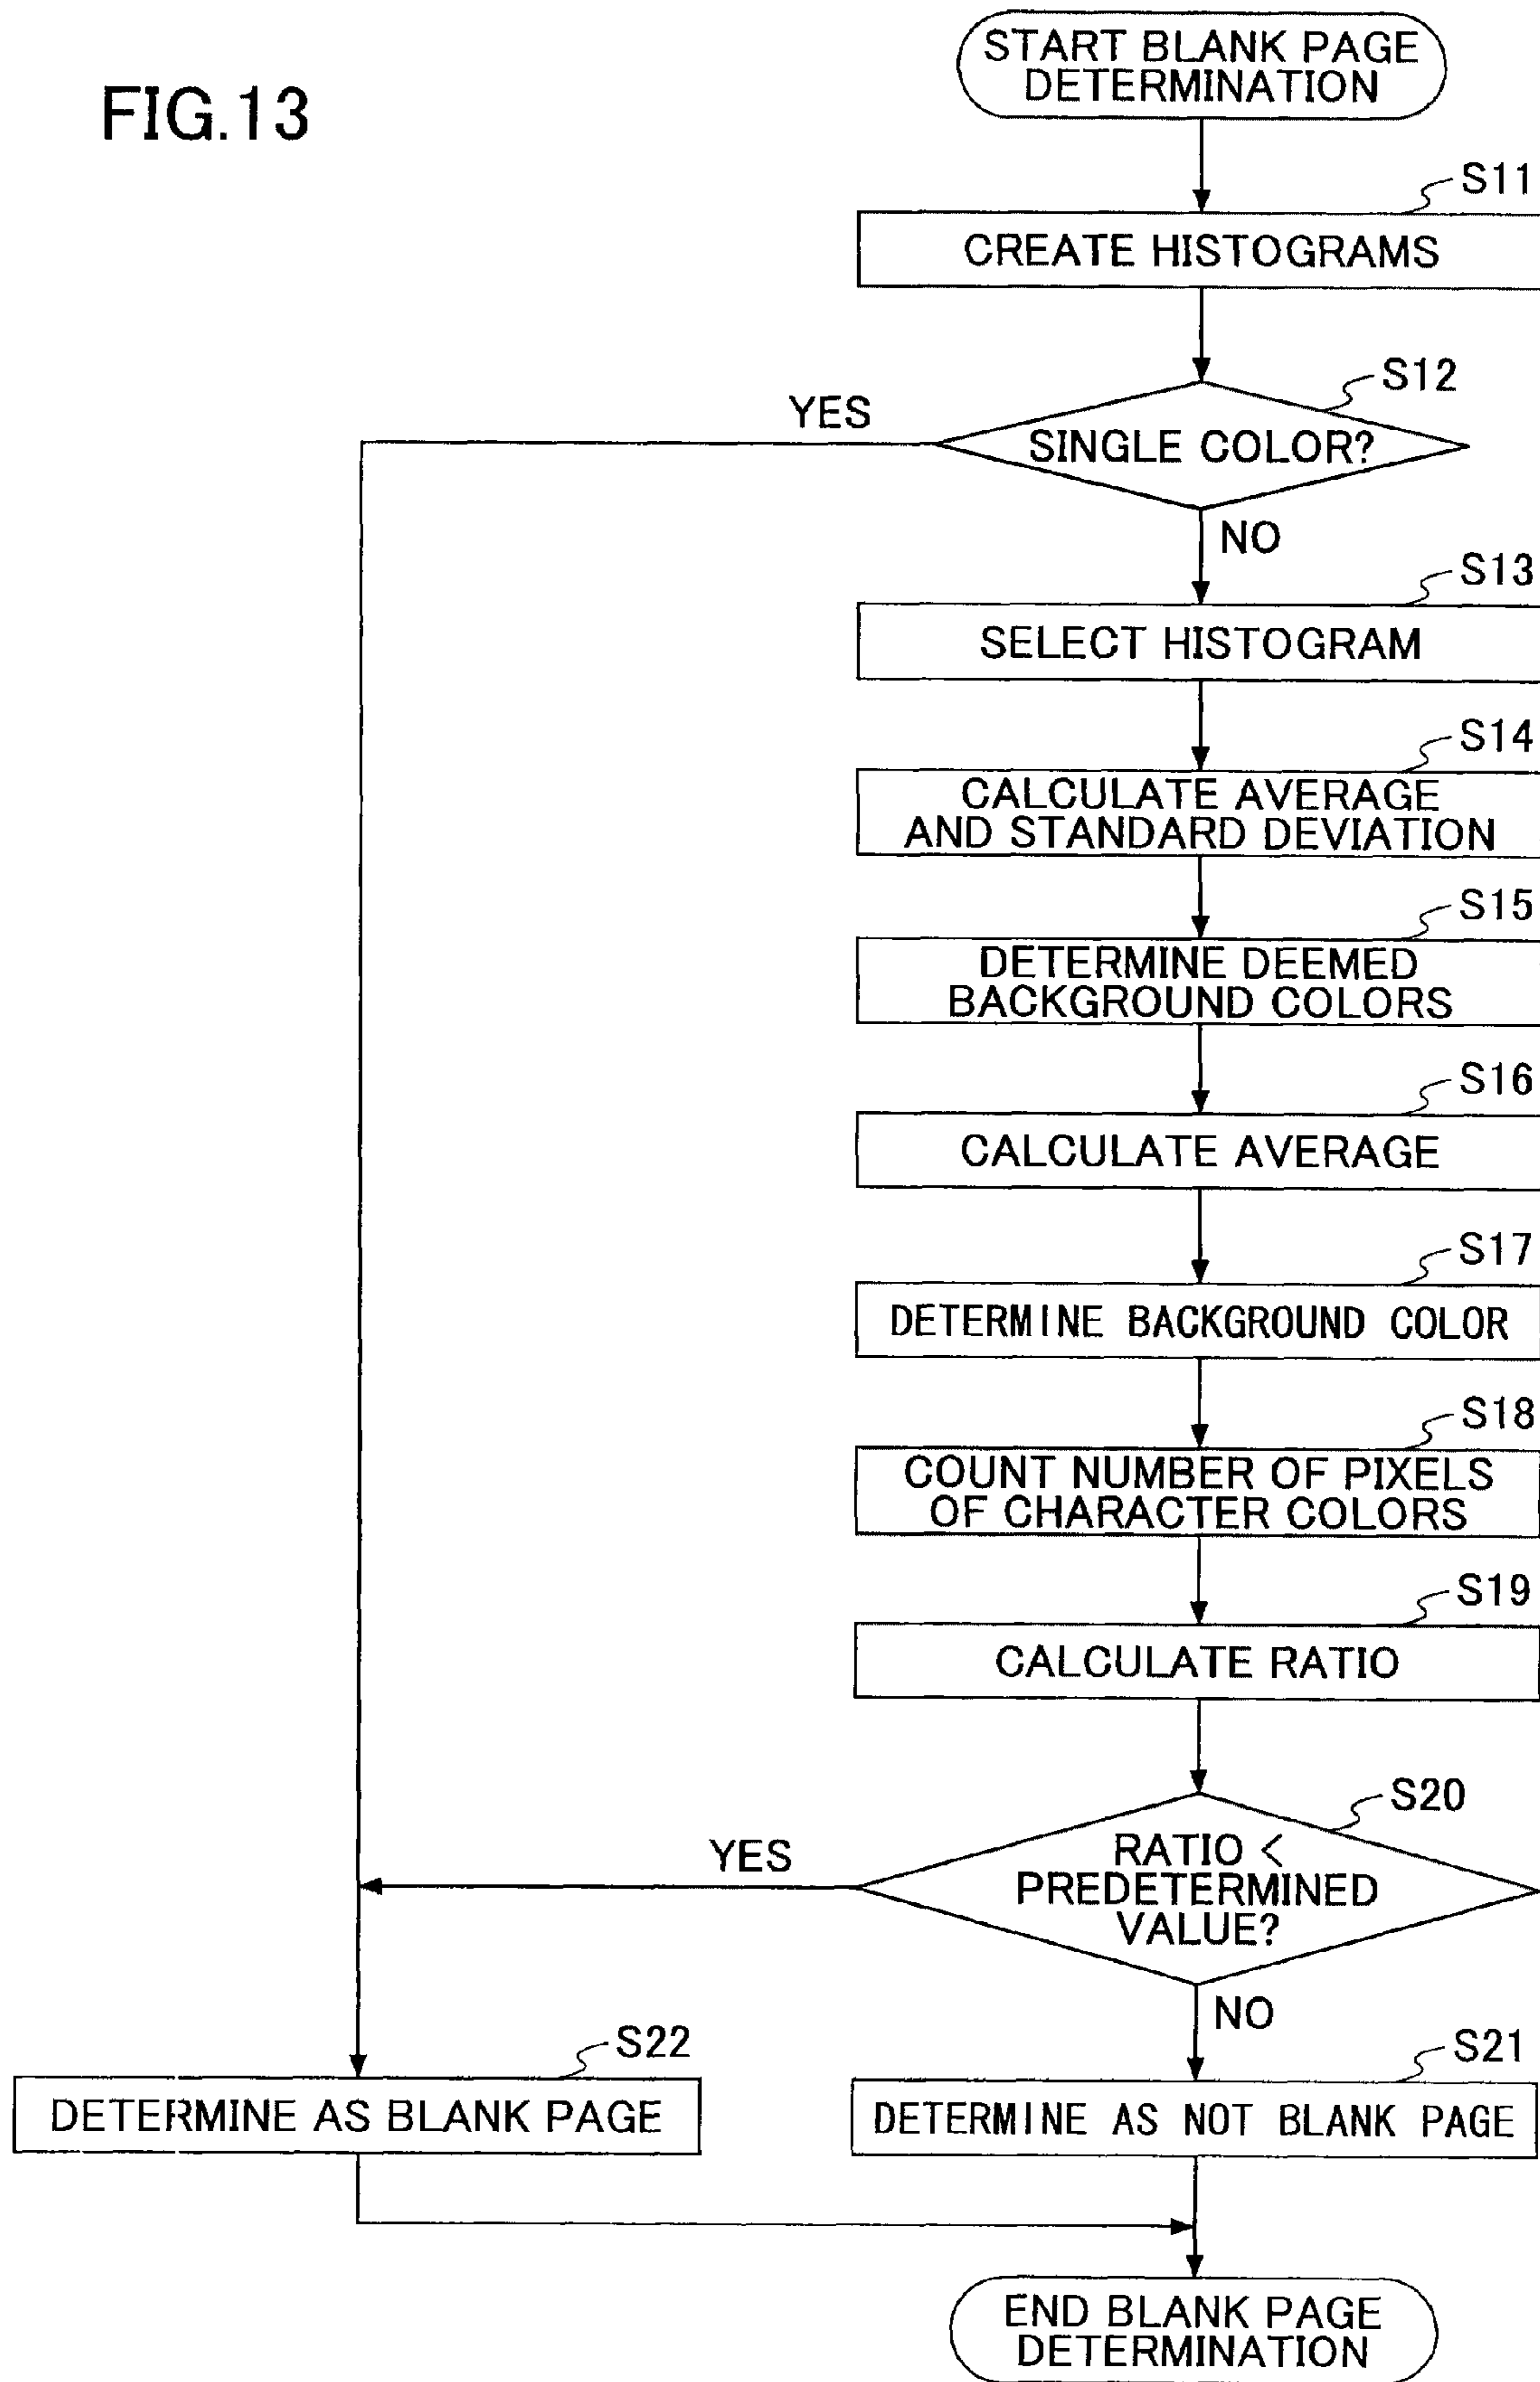 FIG.13
START BLANK PAGE
DETERMINATION
S11
CREATE HISTOGRAMS
S12
YES
SINGLE COLOR?
NO
S13
SELECT HISTOGRAM
S14
CALCULATE AVERAGE
AND STANDARD DEVIATION
S15
DETERMINE DEEMED
BACKGROUND COLORS
S16
CALCULATE AVERAGE
S17
DETERMINE BACKGROUND COLOR
S18
COUNT NUMBER OF PIXELS
OF CHARACTER COLORS
S19
CALCULATE RATIO
S20
YES
RATIO <
PREDETERMINED
VALUE?
NO
S22
S21
DETERMINE AS BLANK PAGE
DETERMINE AS NOT BLANK PAGE
END BLANK PAGE
DETERMINATION